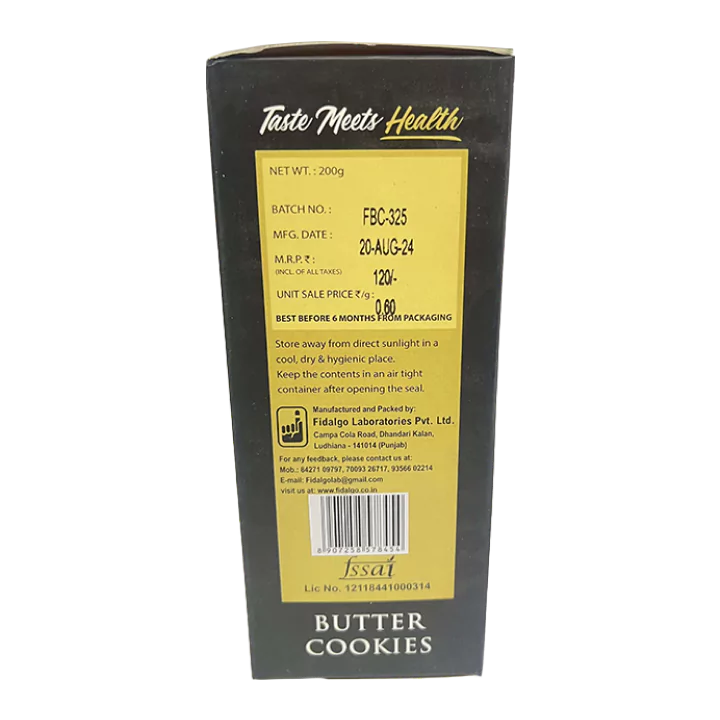 Taste Meets Health
NET WT. : 200g
BATCH NO. : FBC-325
MFG. DATE : 20-AUG-24
M.R.P. ₹ : 120/-
(INCL. OF ALL TAXES)
UNIT SALE PRICE ₹/g : 0.60
BEST BEFORE 6 MONTHS FROM PACKAGING
Store away from direct sunlight in a
cool, dry & hygienic place.
Keep the contents in an air tight
container after opening the seal.
Manufactured and Packed by:
Fidalgo Laboratories Pvt. Ltd.
Campa Cola Road, Dhandari Kalan,
Ludhiana - 141014 (Punjab)
For any feedback, please contact us at:
Mob.: 84271 09797, 70093 26717, 93566 02214
E-mail: Fidalgolab@gmail.com
visit us at: www.fidalgo.co.in
8 907258 578454
fssai
Lic No. 12118441000314
BUTTER
COOKIES